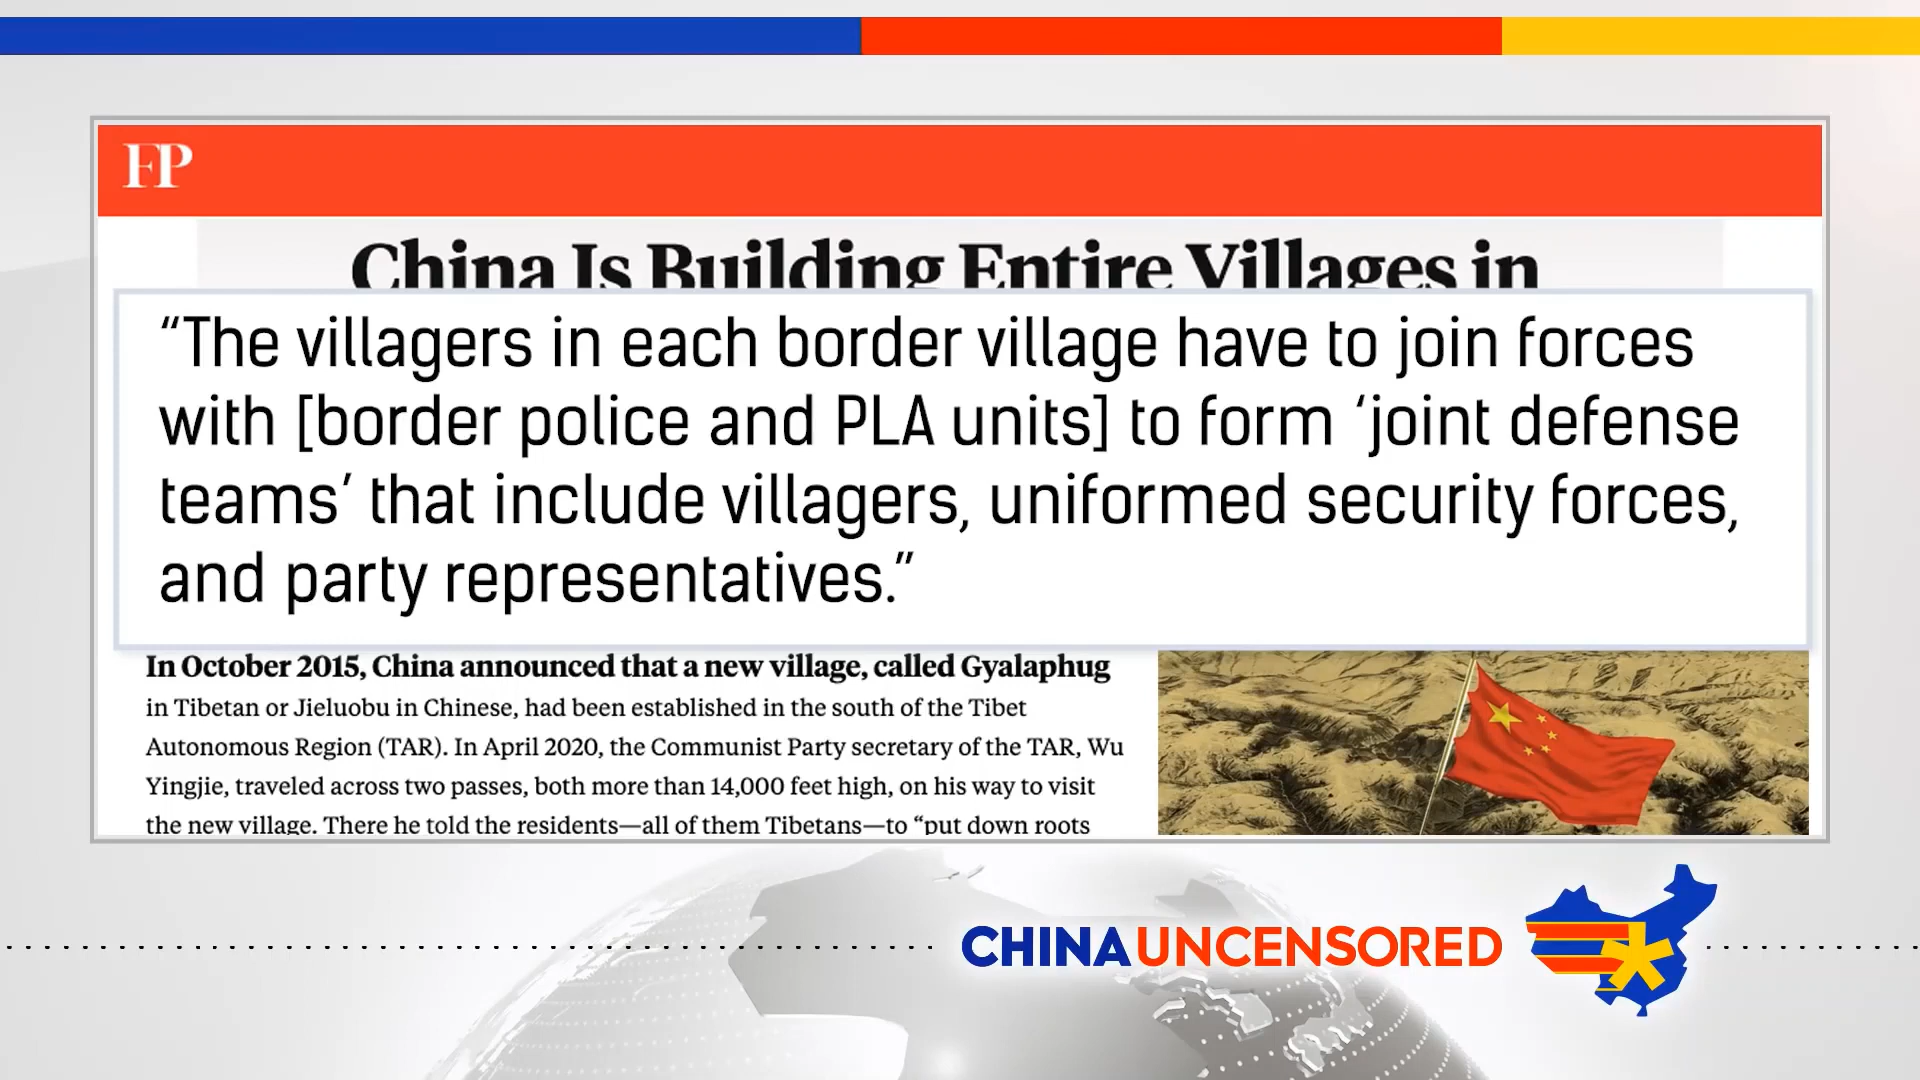 FP
China Is Building Entire Villages in
“The villagers in each border village have to join forces
with [border police and PLA units] to form ‘joint defense
teams’ that include villagers, uniformed security forces,
and party representatives.”
In October 2015, China announced that a new village, called Gyalaphug
in Tibetan or Jieluobu in Chinese, had been established in the south of the Tibet
Autonomous Region (TAR). In April 2020, the Communist Party secretary of the TAR, Wu
Yingjie, traveled across two passes, both more than 14,000 feet high, on his way to visit
the new village. There he told the residents—all of them Tibetans—to “put down roots
CHINAUNCENSORED